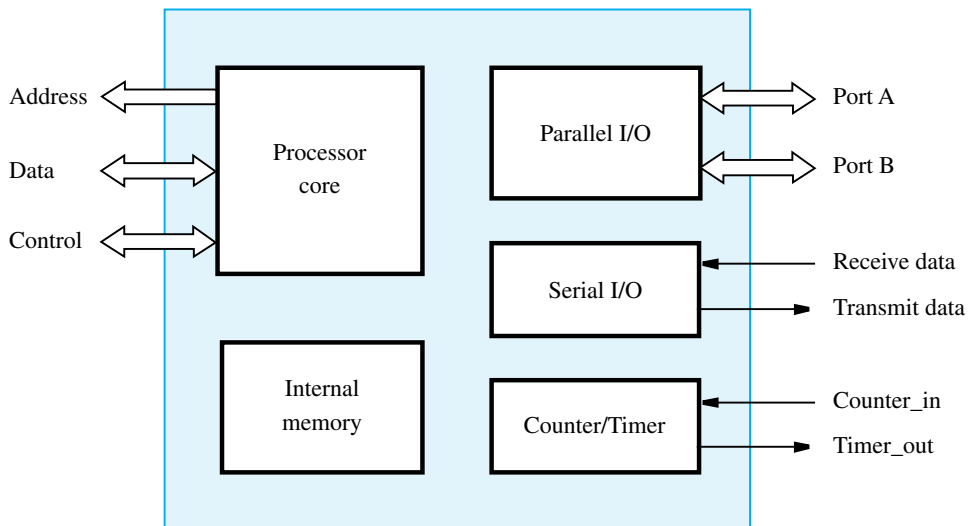 Address
Data
Control
Processor
core
Internal
memory
Parallel I/O
Serial I/O
Counter/Timer
Port A
Port B
Receive data
Transmit data
Counter_in
Timer_out